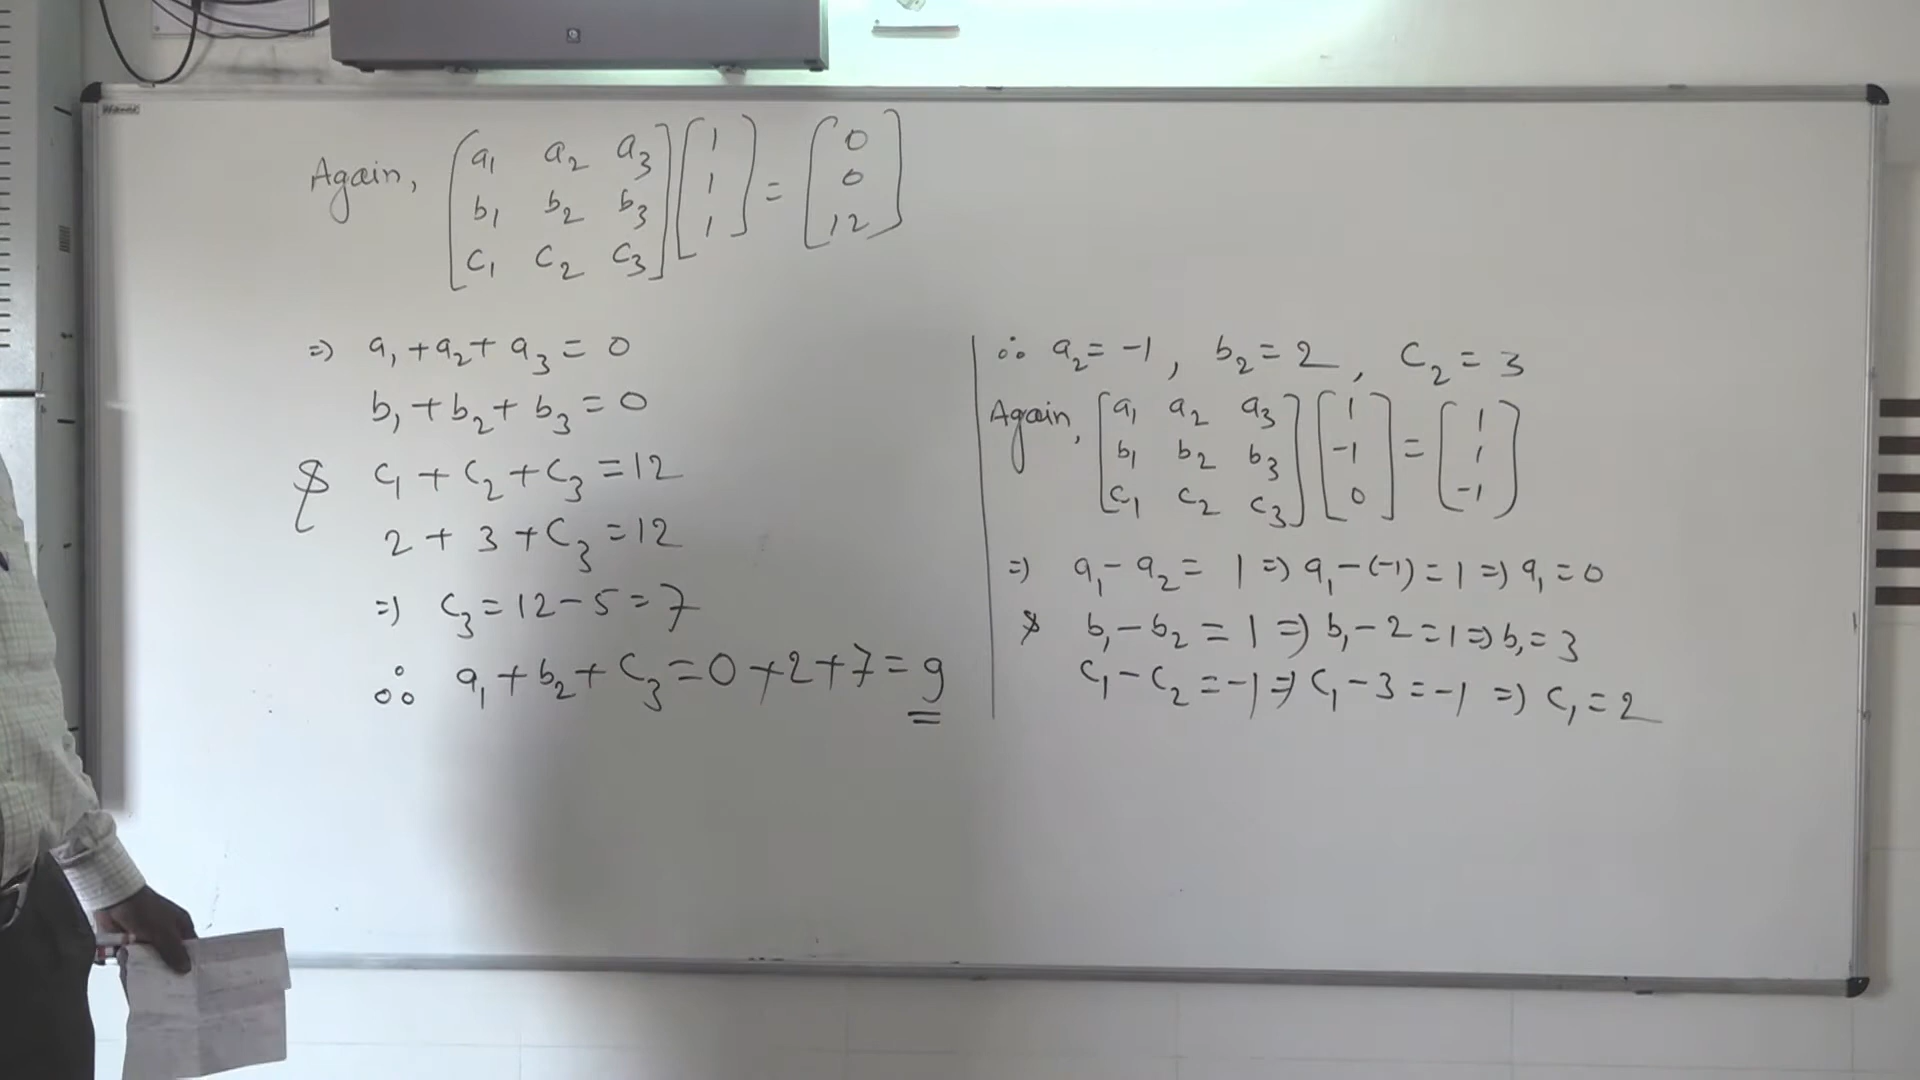 Again, [a₁ a₂ a₃] [1] = [0]
[b₁ b₂ b₃] [1] [0]
[c₁ c₂ c₃] [1] [12]
=) a₁ + a₂ + a₃ = 0
b₁ + b₂ + b₃ = 0
& c₁ + c₂ + c₃ = 12
2 + 3 + c₃ = 12
=) c₃ = 12 - 5 = 7
∴ a₁ + b₂ + c₃ = 0 + 2 + 7 = 9
∴ a₂ = -1, b₂ = 2, c₂ = 3
Again, [a₁ a₂ a₃] [1] = [1]
[b₁ b₂ b₃] [-1] [1]
[c₁ c₂ c₃] [0] [-1]
=) a₁ - a₂ = 1 =) a₁ - (-1) = 1 =) a₁ = 0
& b₁ - b₂ = 1 =) b₁ - 2 = 1 =) b₁ = 3
c₁ - c₂ = -1 =) c₁ - 3 = -1 =) c₁ = 2